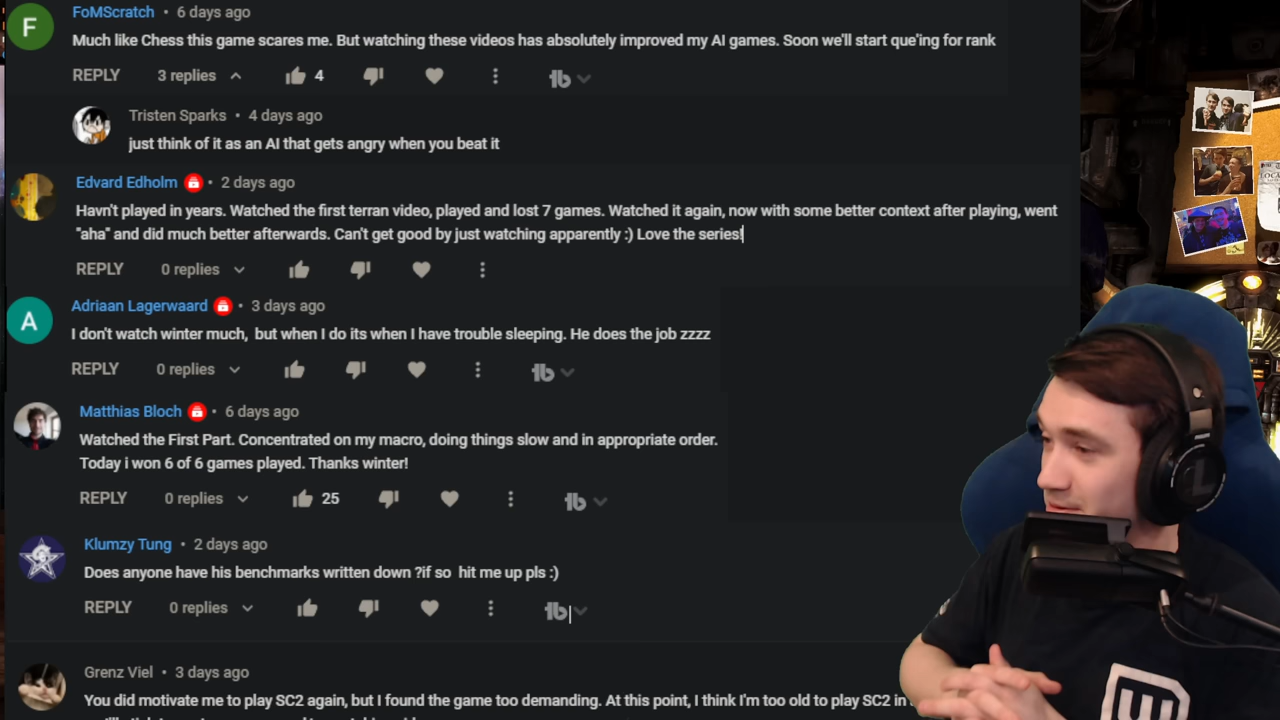 FoMScratch • 6 days ago
Much like Chess this game scares me. But watching these videos has absolutely improved my AI games. Soon we'll start que'ing for rank
REPLY 3 replies 4
Tristen Sparks • 4 days ago
just think of it as an AI that gets angry when you beat it
Edvard Edholm • 2 days ago
Havn't played in years. Watched the first terran video, played and lost 7 games. Watched it again, now with some better context after playing, went
"aha" and did much better afterwards. Can't get good by just watching apparently :) Love the series!
REPLY 0 replies
Adriaan Lagerwaard • 3 days ago
I don't watch winter much, but when I do its when I have trouble sleeping. He does the job zzzz
REPLY 0 replies
Matthias Bloch • 6 days ago
Watched the First Part. Concentrated on my macro, doing things slow and in appropriate order.
Today i won 6 of 6 games played. Thanks winter!
REPLY 0 replies 25
Klumzy Tung • 2 days ago
Does anyone have his benchmarks written down ?if so hit me up pls :)
REPLY 0 replies
Grenz Viel • 3 days ago
You did motivate me to play SC2 again, but I found the game too demanding. At this point, I think I'm too old to play SC2 in